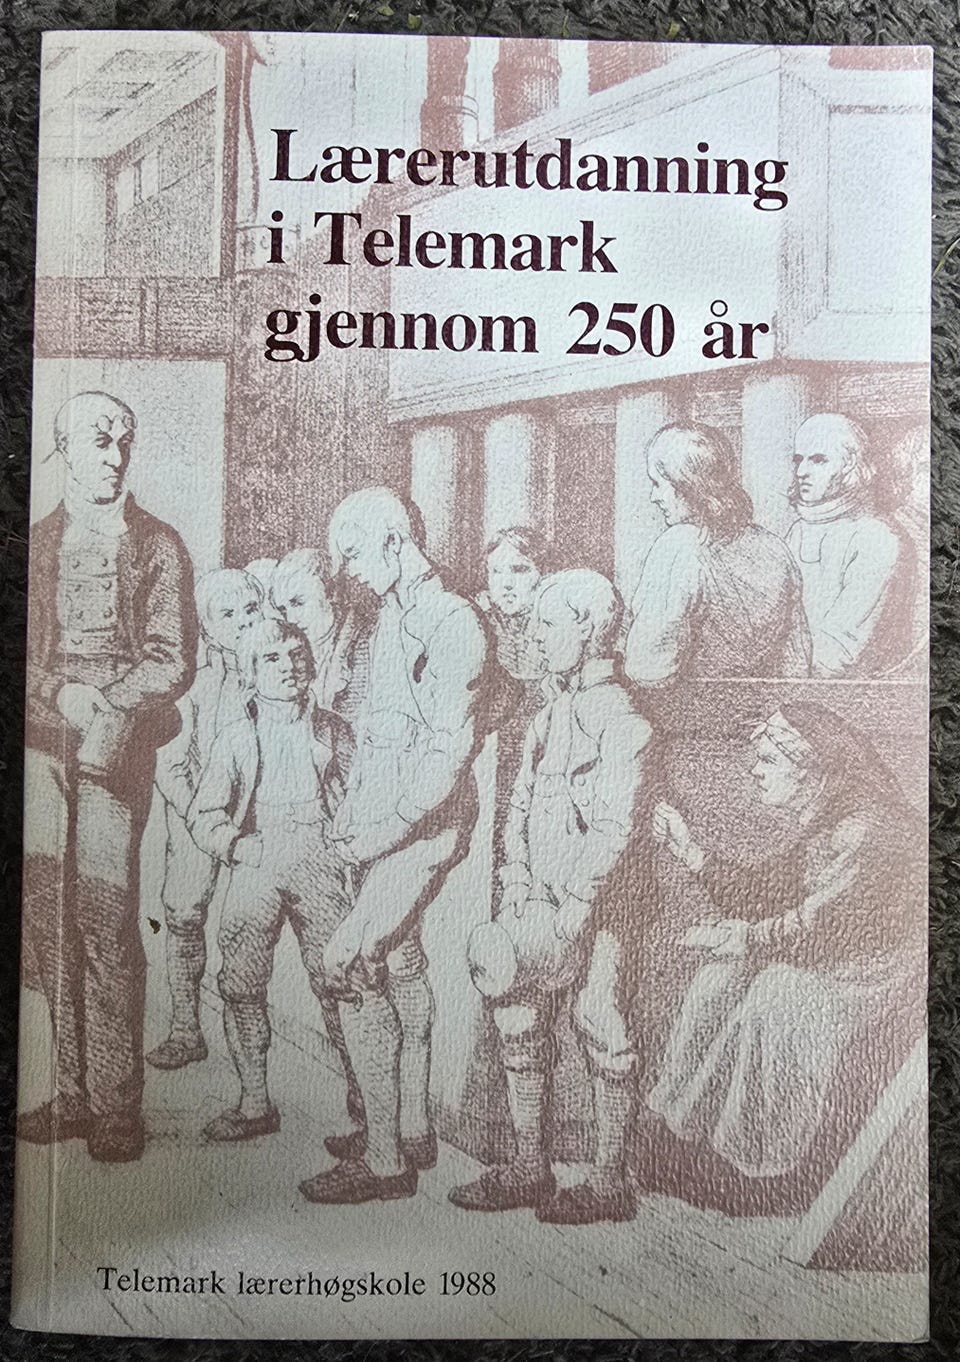 Lærerutdanning
i Telemark
gjennom 250 år
Telemark lærerhøgskole 1988